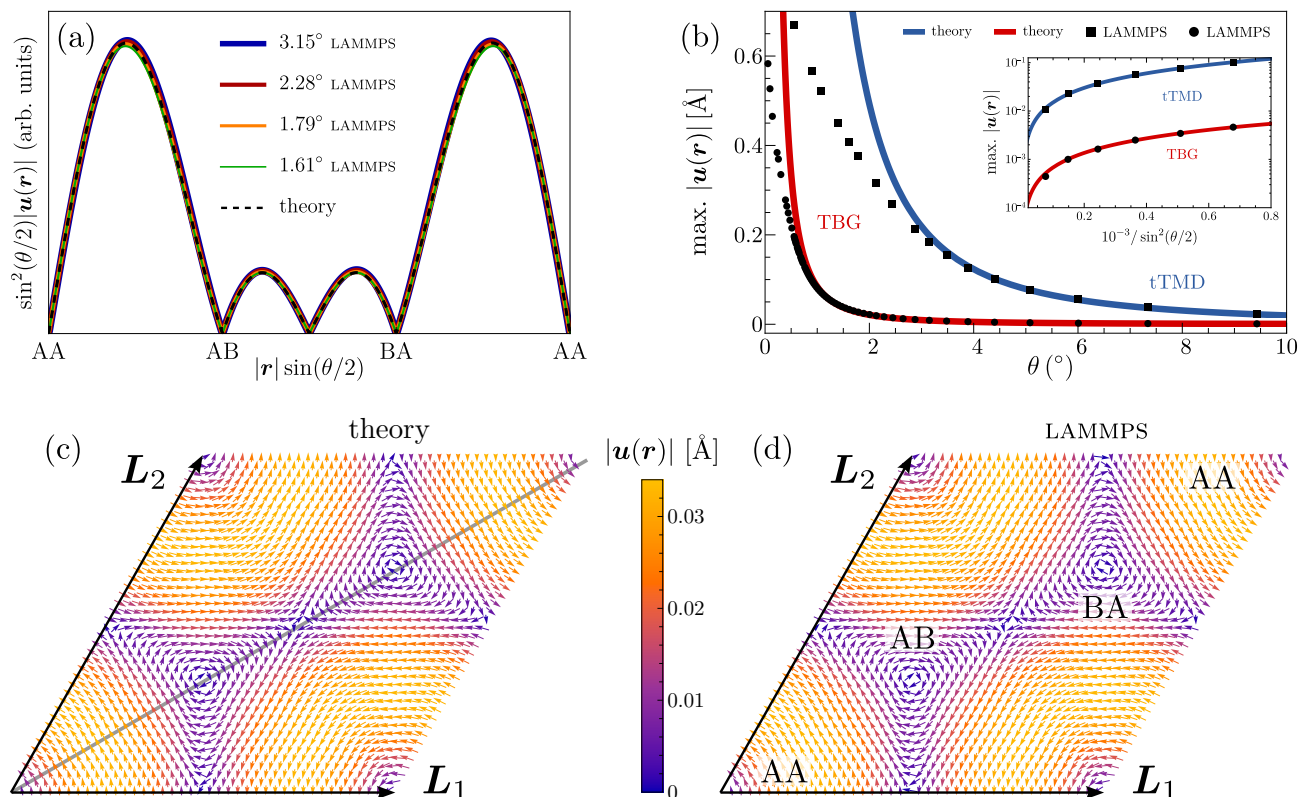 (a)
sin²(θ/2)|u(r)| (arb. units)
3.15° LAMMPS
2.28° LAMMPS
1.79° LAMMPS
1.61° LAMMPS
theory
AA AB BA AA
|r| sin(θ/2)
(b)
max. |u(r)| [Å]
0.6
0.4
0.2
0
theory theory LAMMPS LAMMPS
TBG
tTMD
0 2 4 6 8 10
θ (°)
max. |u(r)|
10⁻¹
10⁻²
10⁻³
10⁻⁴
tTMD
TBG
0.2 0.4 0.6 0.8
10⁻³/ sin²(θ/2)
(c)
theory
L₂
L₁
|u(r)| [Å]
0.03
0.02
0.01
0
(d)
LAMMPS
L₂
AA
BA
AB
AA
L₁